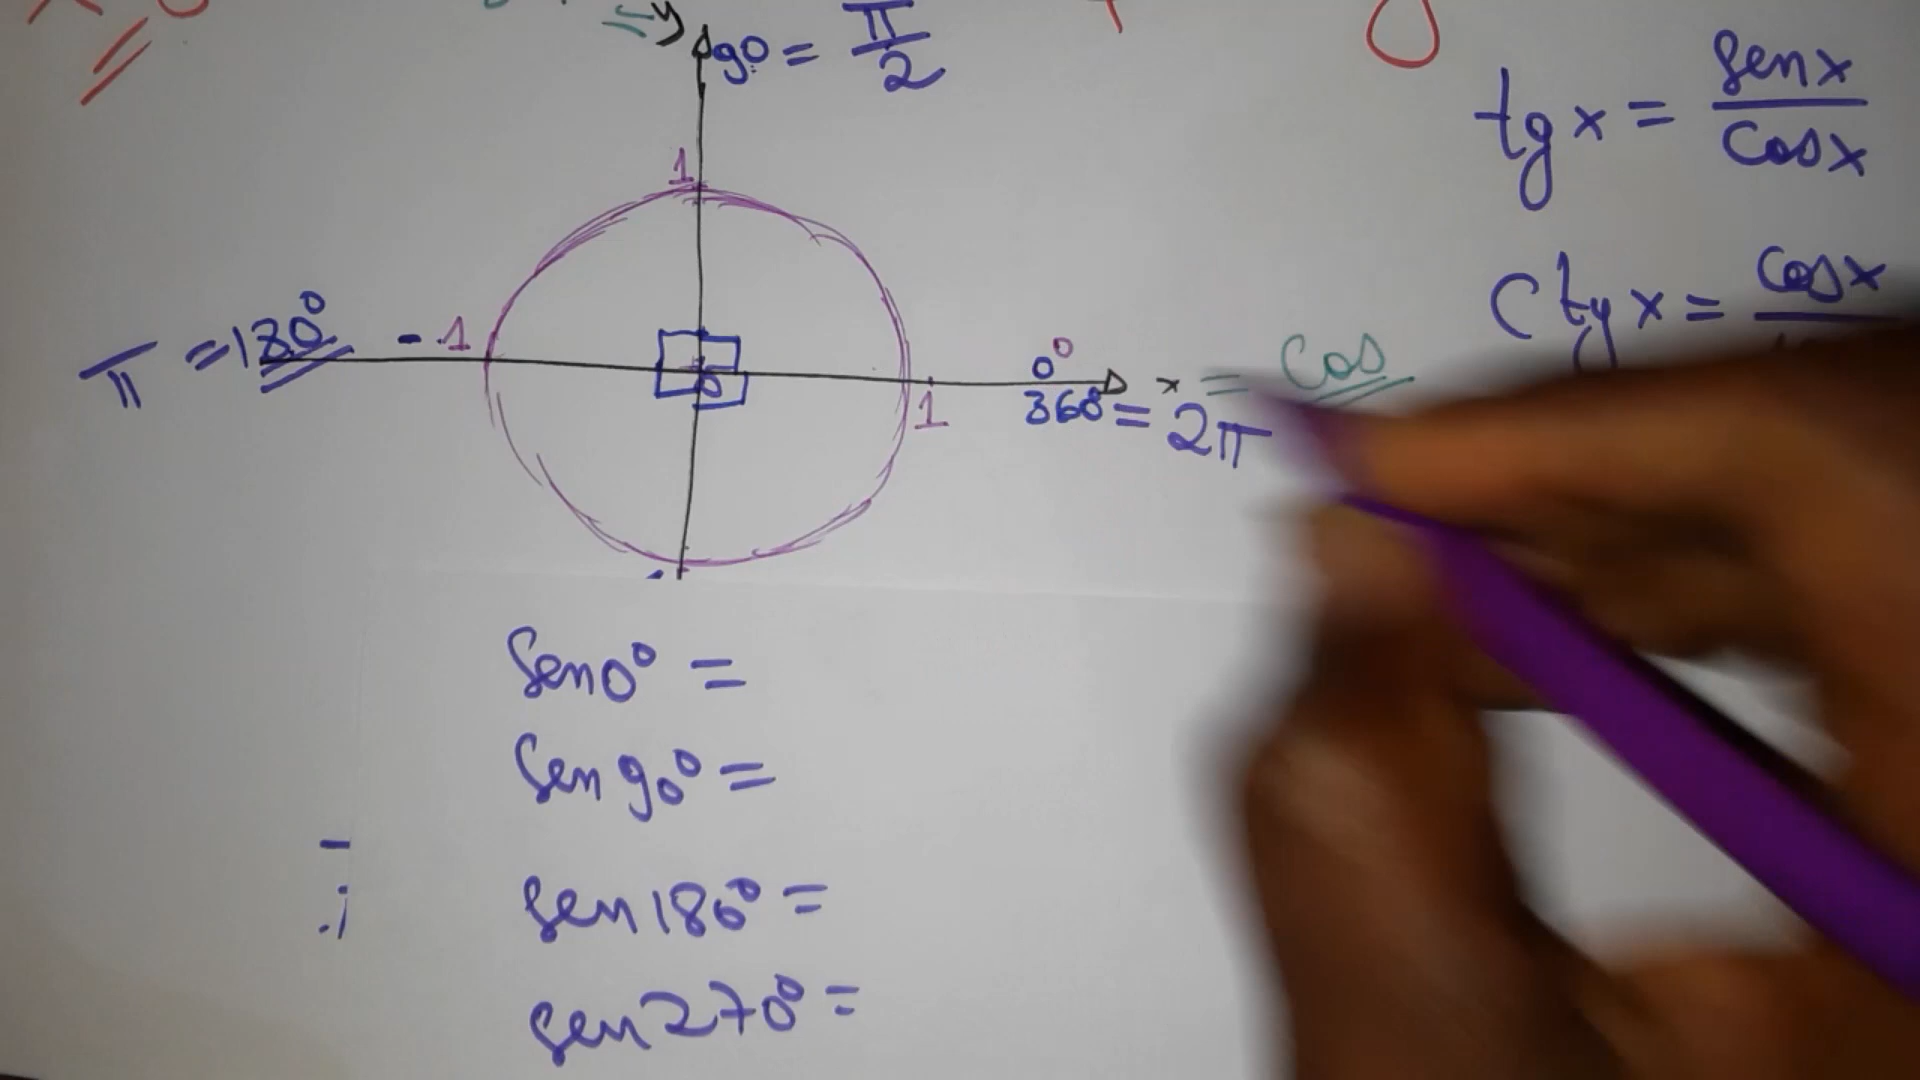 y
90 = π/2
tg x = sen x / cos x
1
ctg x = cos x
π = 180° -1
0° x = cos
360° = 2π
1
0
sen 0° =
sen 90° =
sen 180° =
sen 270° =